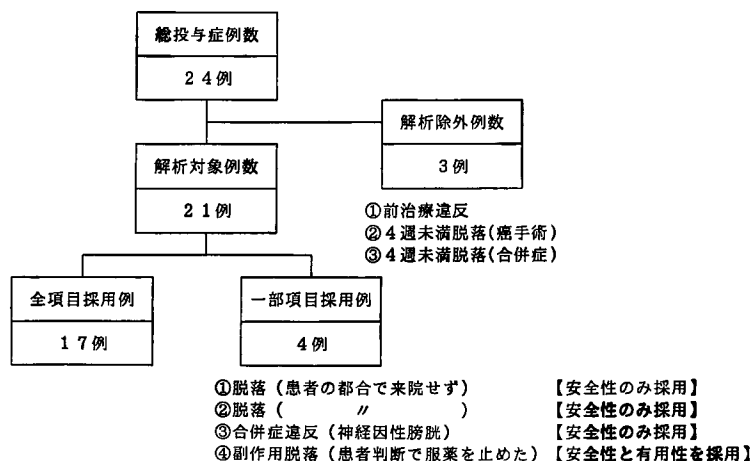 総投与症例数
24例
解析除外例数
3例
解析対象例数
21例
①前治療違反
②4週未満脱落(癌手術)
③4週未満脱落(合併症)
全項目採用例
17例
一部項目採用例
4例
①脱落(患者の都合で来院せず) 【安全性のみ採用】
②脱落( 〃 ) 【安全性のみ採用】
③合併症違反(神経因性膀胱) 【安全性のみ採用】
④副作用脱落(患者判断で服薬を止めた) 【安全性と有用性を採用】